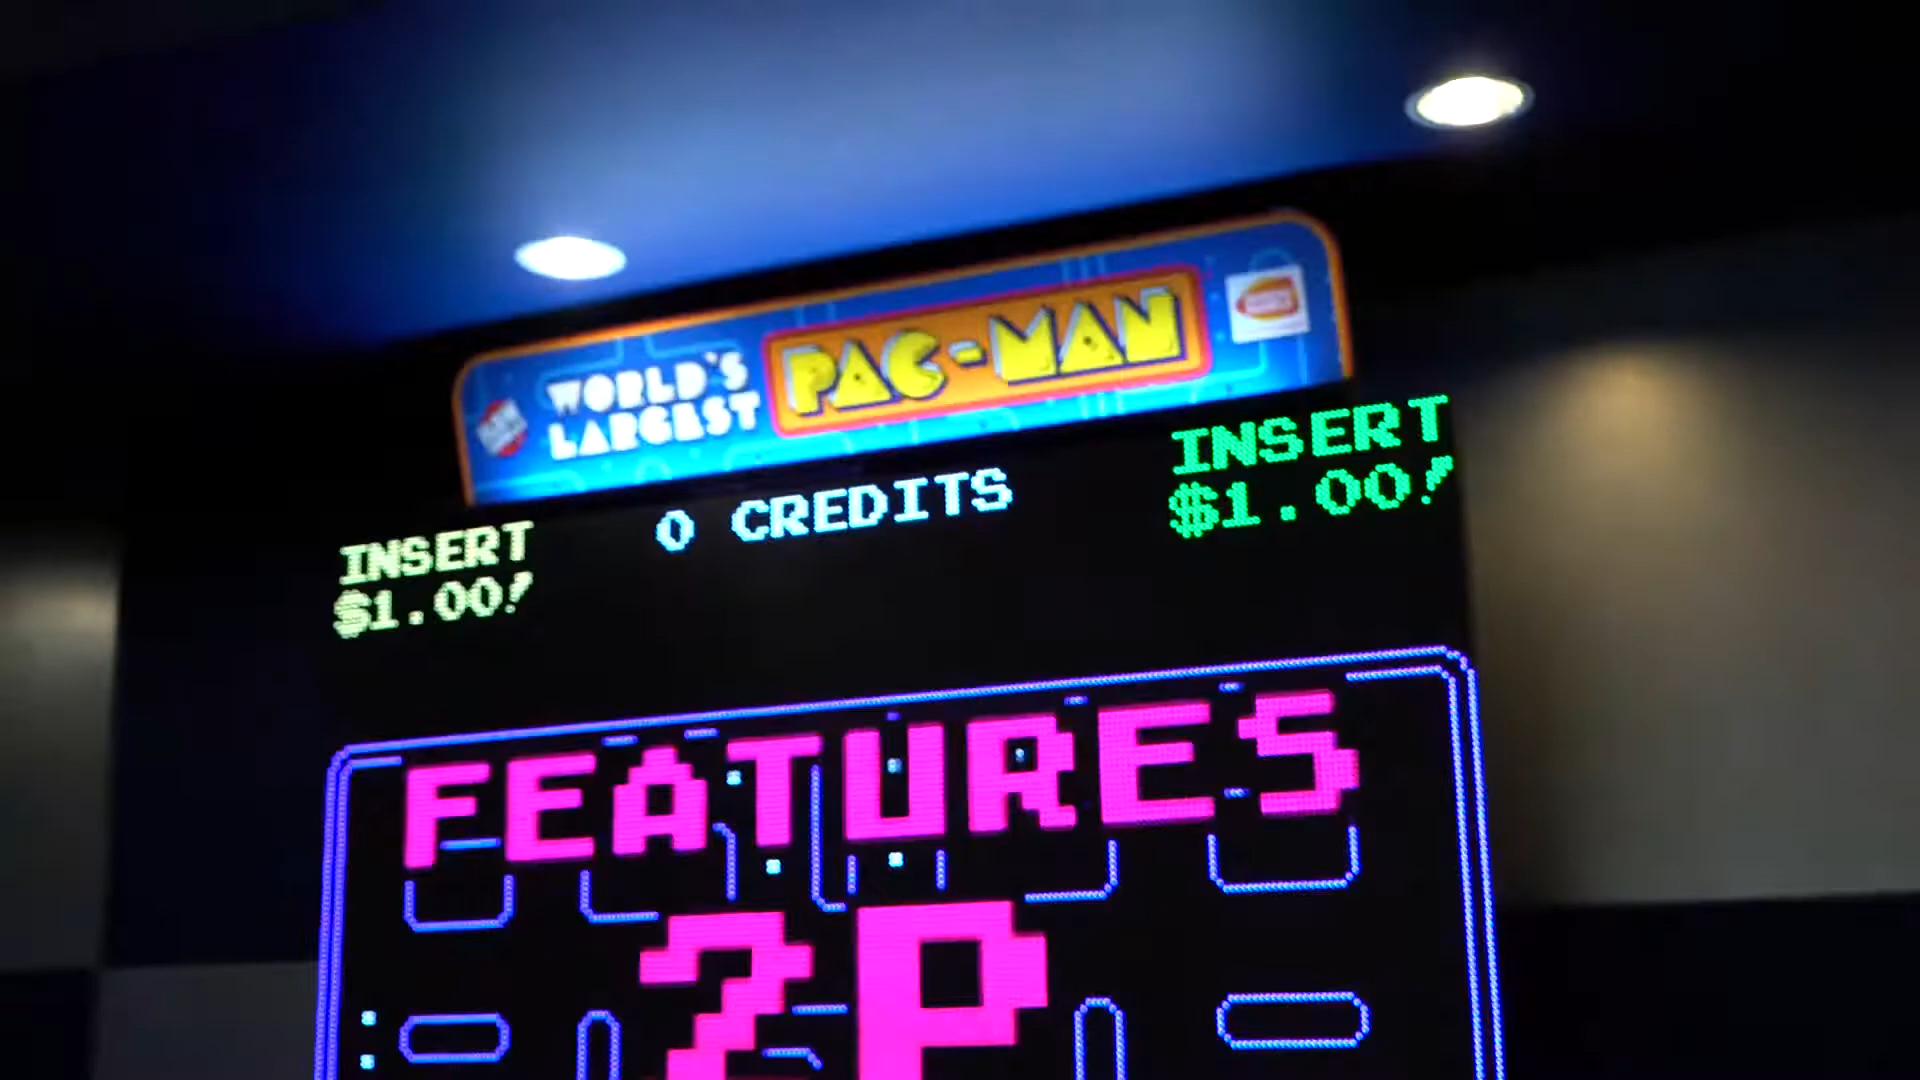 WORLD'S
LARGEST
PAC-MAN
INSERT
$1.00!
0 CREDITS
INSERT
$1.00!
FEATURES
2P